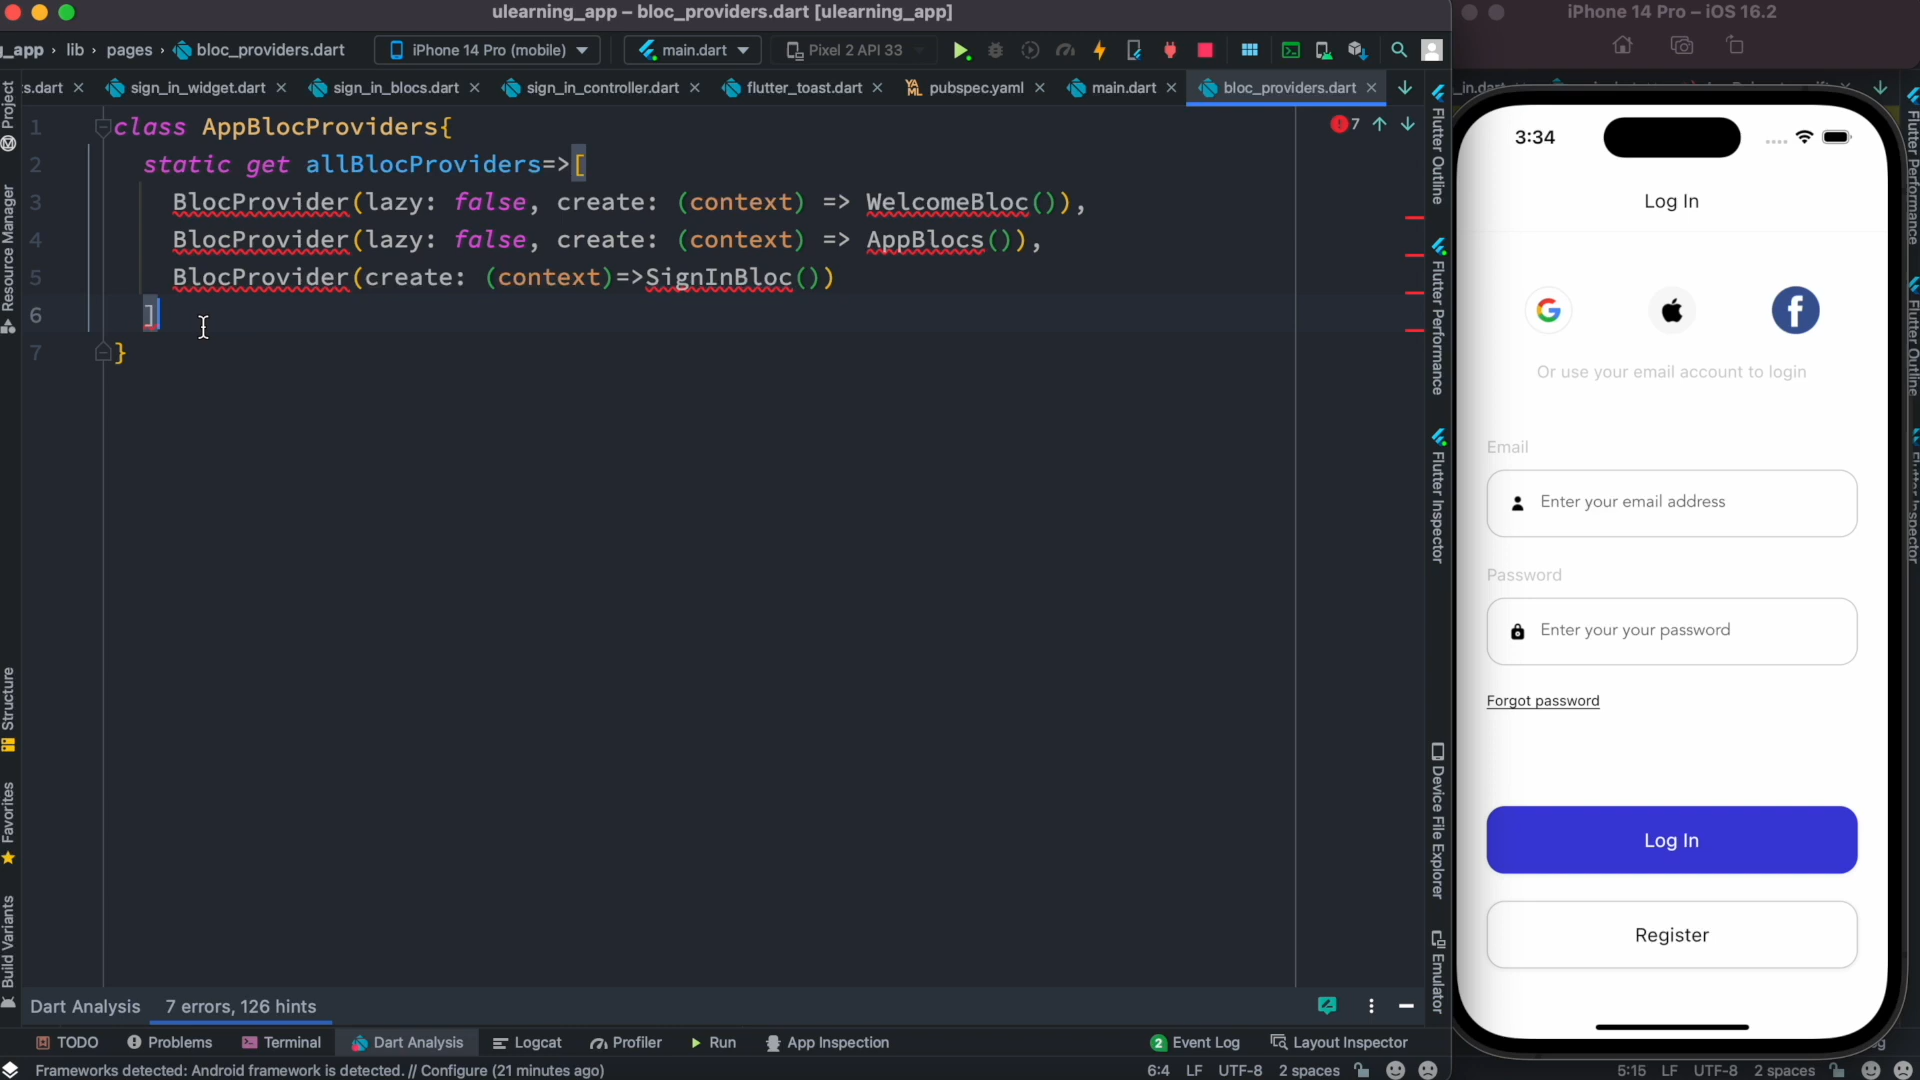 ulearning_app – bloc_providers.dart [ulearning_app]
iPhone 14 Pro – iOS 16.2
_app › lib › pages › bloc_providers.dart
iPhone 14 Pro (mobile)
main.dart
Pixel 2 API 33
s.dart
sign_in_widget.dart
sign_in_blocs.dart
sign_in_controller.dart
flutter_toast.dart
pubspec.yaml
main.dart
bloc_providers.dart
7
1 class AppBlocProviders{
2 static get allBlocProviders=>[
3 BlocProvider(lazy: false, create: (context) => WelcomeBloc()),
4 BlocProvider(lazy: false, create: (context) => AppBlocs()),
5 BlocProvider(create: (context)=>SignInBloc())
6 ]
7 }
Project
Resource Manager
Structure
Favorites
Build Variants
Flutter Outline
Flutter Performance
Flutter Inspector
Device File Explorer
Emulator
3:34
Log In
Or use your email account to login
Email
Enter your email address
Password
Enter your your password
Forgot password
Log In
Register
Flutter Performance
Flutter Outline
Dart Analysis 7 errors, 126 hints
TODO
Problems
Terminal
Dart Analysis
Logcat
Profiler
Run
App Inspection
2 Event Log
Layout Inspector
Frameworks detected: Android framework is detected. // Configure (21 minutes ago)
6:4 LF UTF-8 2 spaces
5:15 LF UTF-8 2 spaces